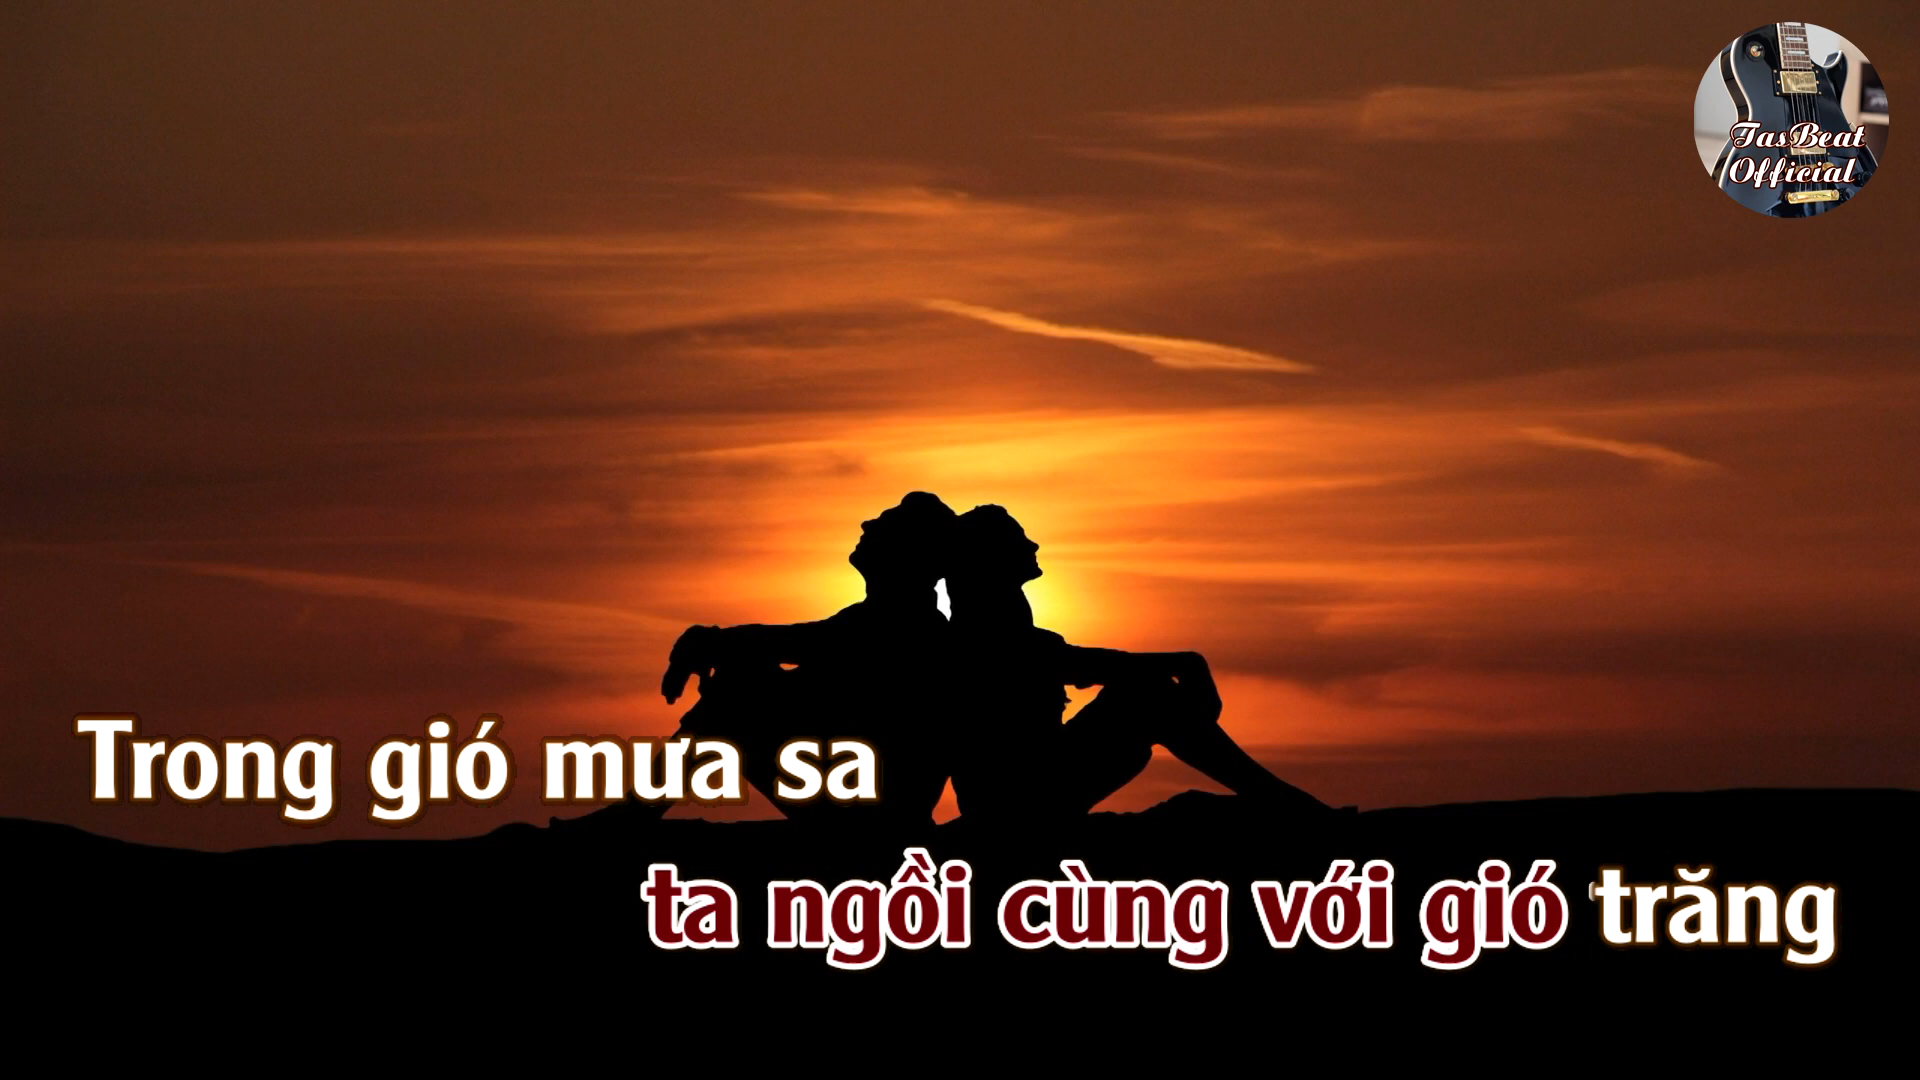 TasBeat
Official
Trong gió mưa sa
ta ngồi cùng với gió trăng